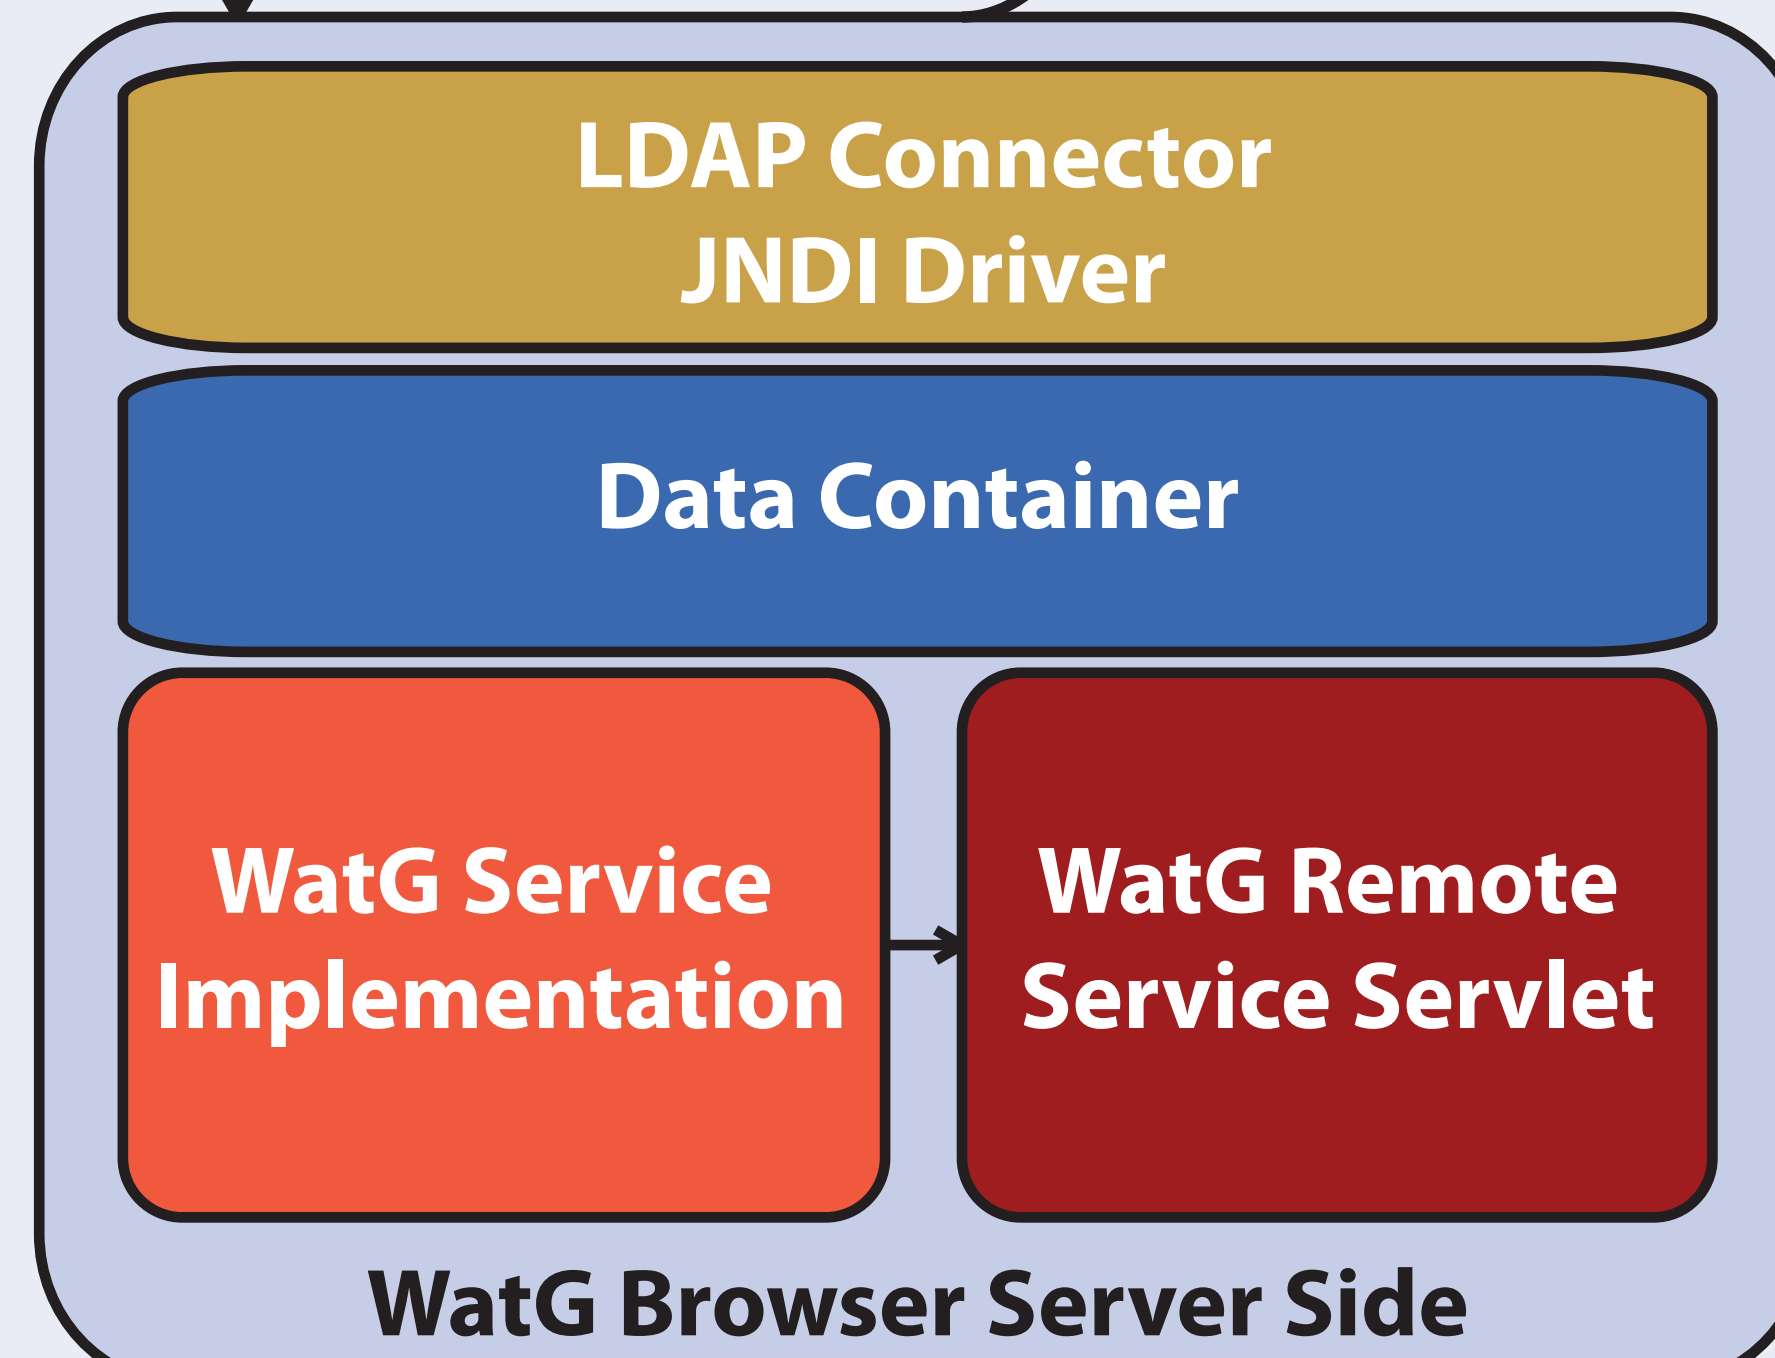 LDAP Connector
JNDI Driver
Data Container
WatG Service
Implementation
WatG Remote
Service Servlet
WatG Browser Server Side